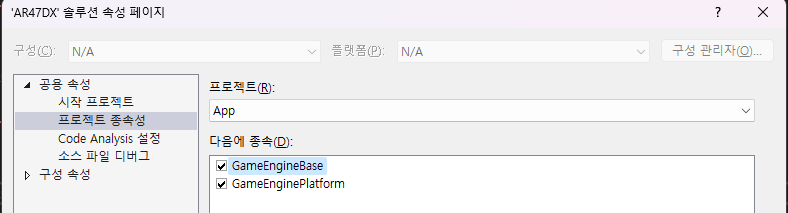 'AR47DX' 솔루션 속성 페이지 ? ×
구성(C): N/A 플랫폼(P): N/A 구성 관리자(O)...
공용 속성
시작 프로젝트
프로젝트 종속성
Code Analysis 설정
소스 파일 디버그
구성 속성
프로젝트(R):
App
다음에 종속(D):
GameEngineBase
GameEnginePlatform